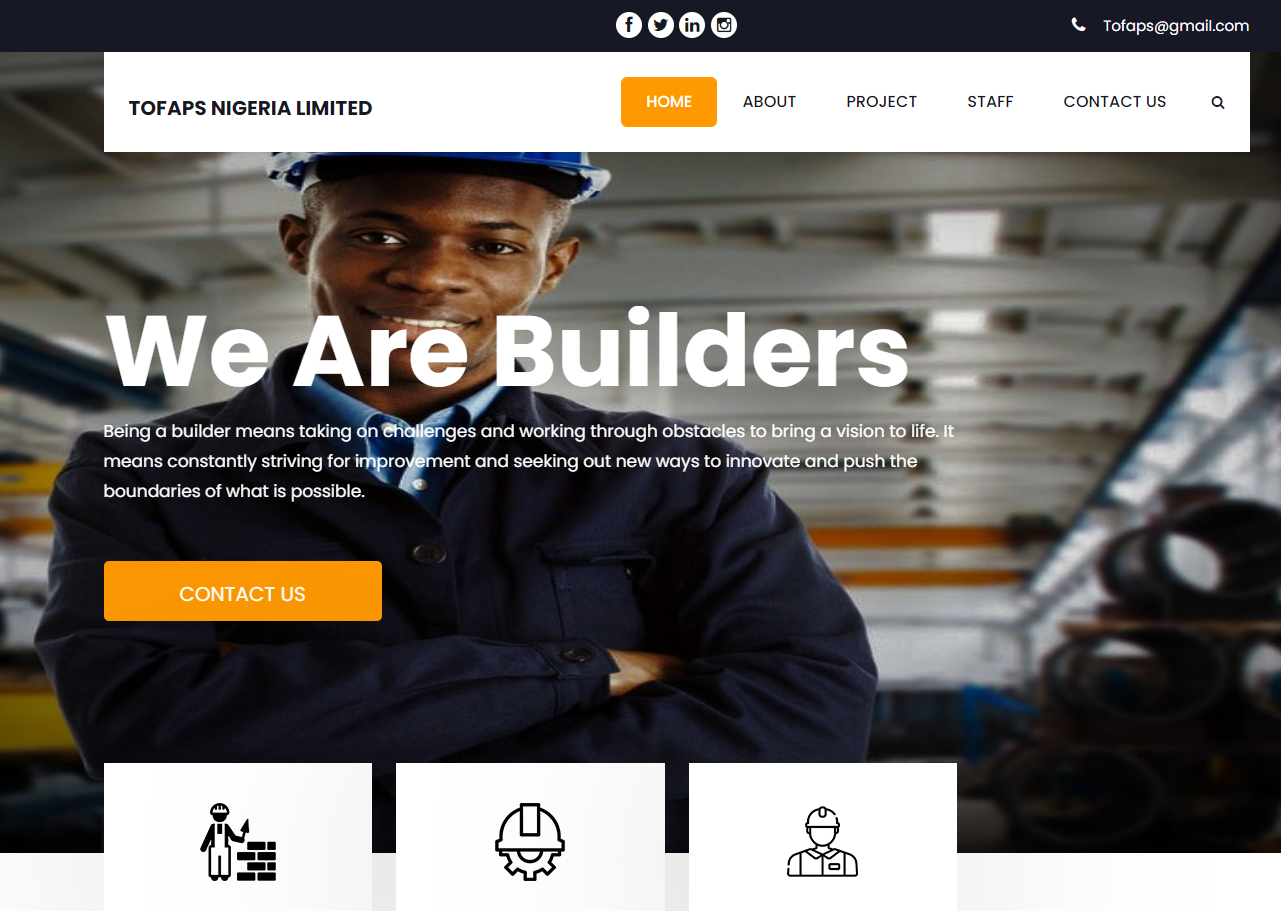 Tofaps@gmail.com
TOFAPS NIGERIA LIMITED
HOME ABOUT PROJECT STAFF CONTACT US
We Are Builders
Being a builder means taking on challenges and working through obstacles to bring a vision to life. It
means constantly striving for improvement and seeking out new ways to innovate and push the
boundaries of what is possible.
CONTACT US